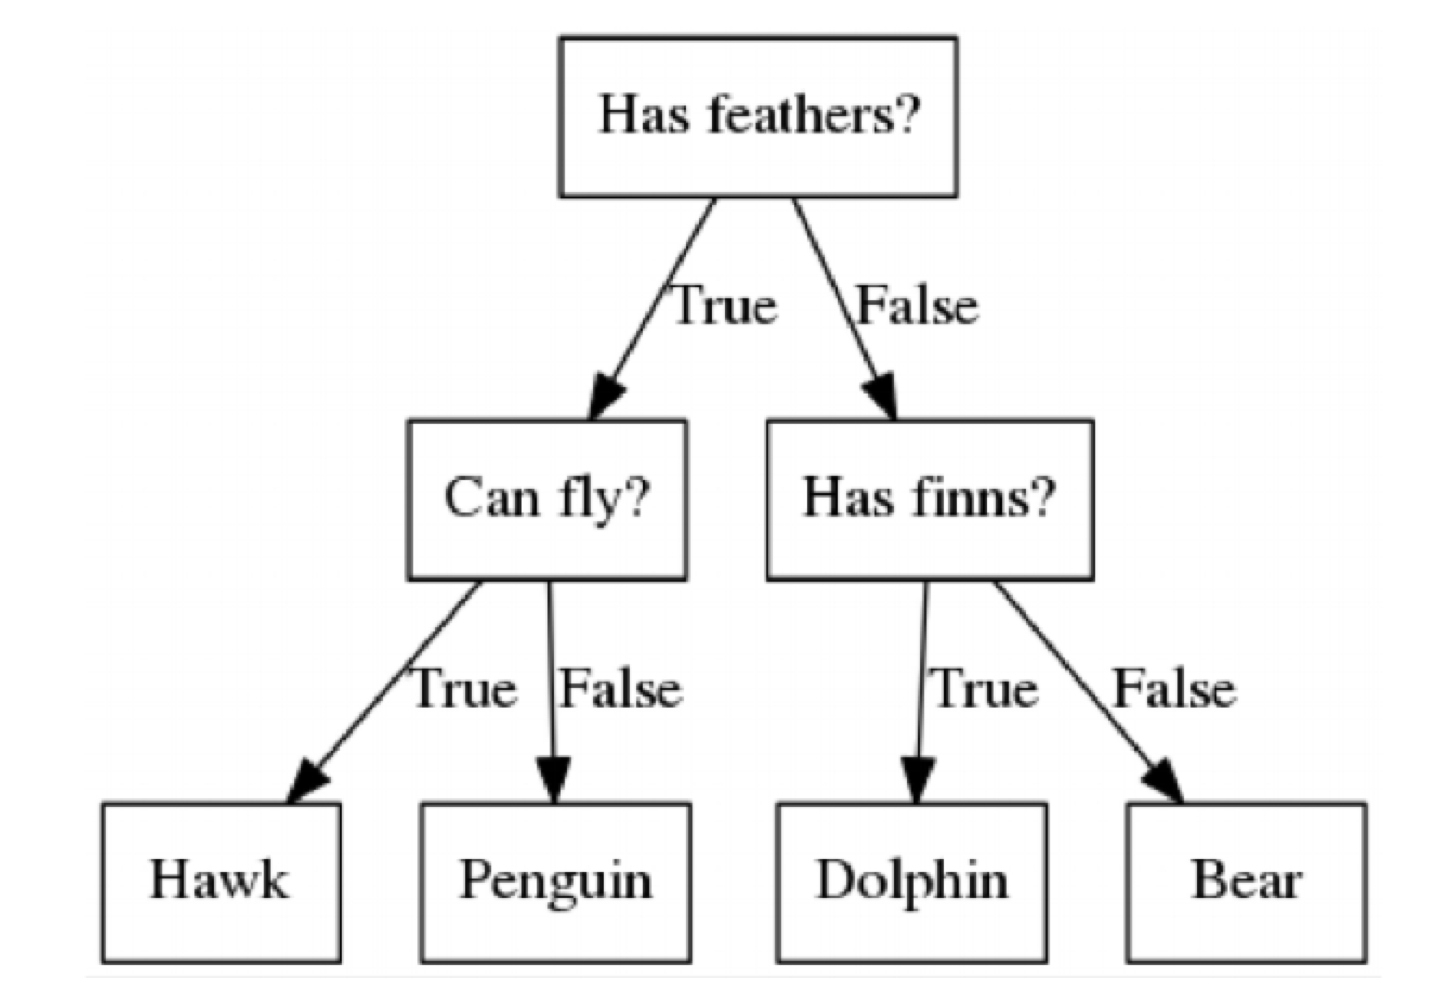 Has feathers?
True False
Can fly? Has finns?
True False True False
Hawk Penguin Dolphin Bear